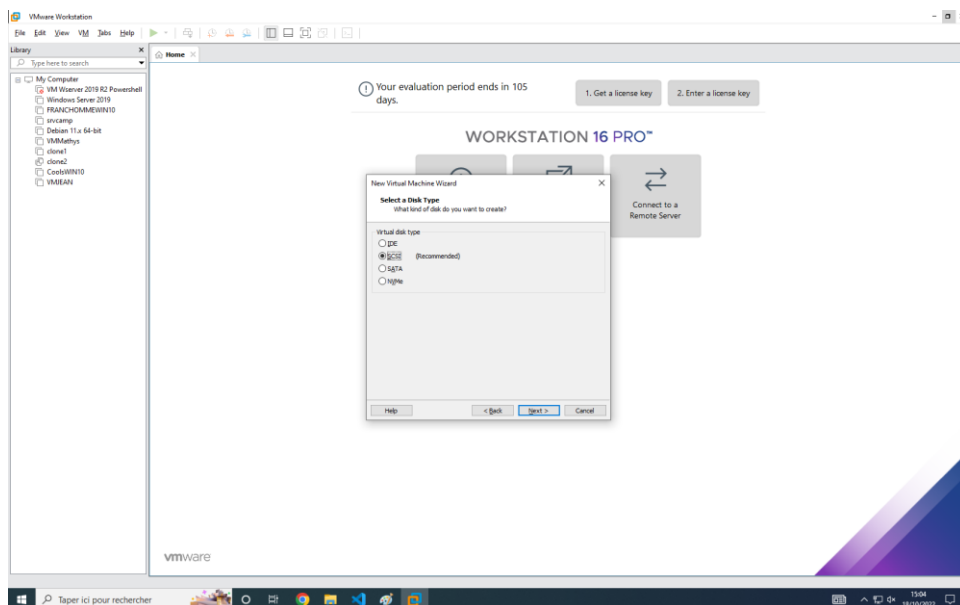 VMware Workstation
File Edit View VM Tabs Help
Library
Type here to search
My Computer
VM Wserver 2019 R2 Powershell
Windows Server 2019
FRANCHOMMEWIN10
srvcamp
Debian 11.x 64-bit
VMMathys
clone1
clone2
CoolsWIN10
VMJEAN
Home
Your evaluation period ends in 105
days.
1. Get a license key
2. Enter a license key
WORKSTATION 16 PRO™
Connect to a
Remote Server
New Virtual Machine Wizard
Select a Disk Type
What kind of disk do you want to create?
Virtual disk type
IDE
SCSI (Recommended)
SATA
NVMe
Help
< Back
Next >
Cancel
vmware
Taper ici pour rechercher
15:04
18/10/2022